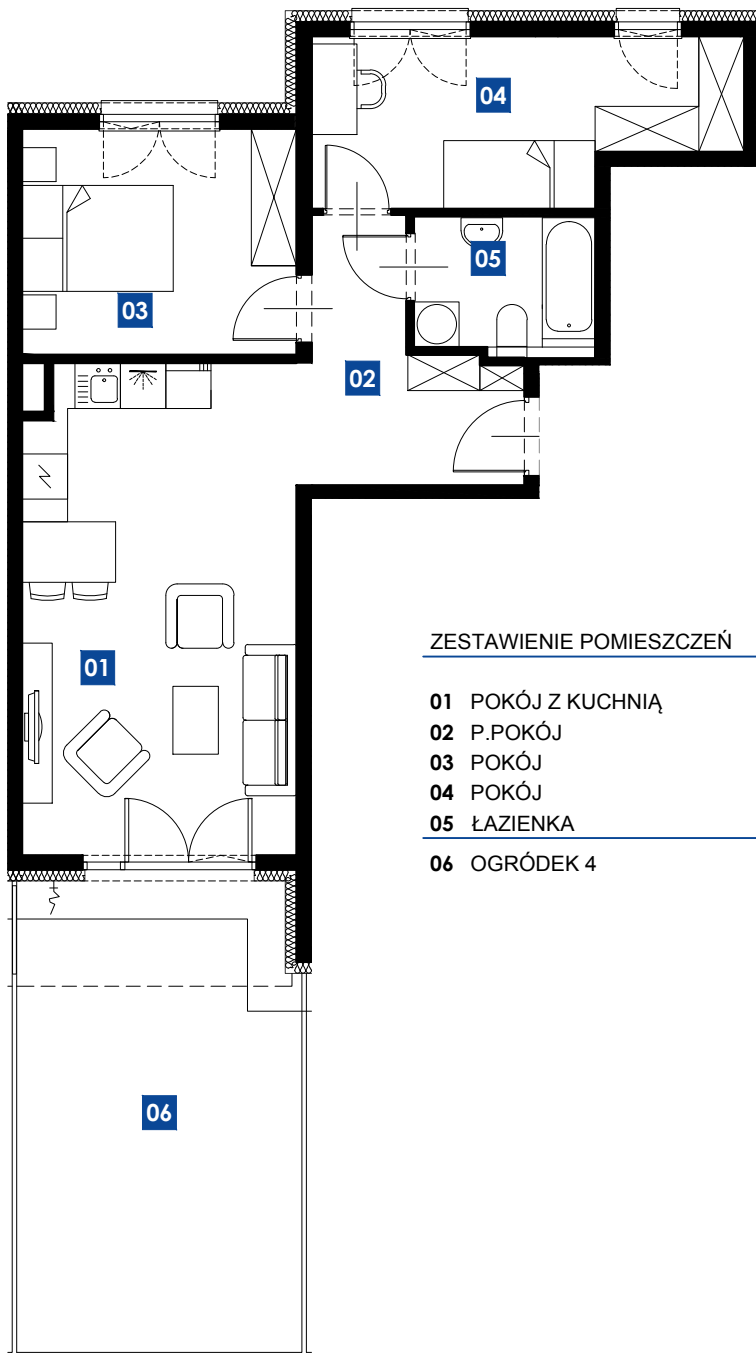 04
05
03
02
01
ZESTAWIENIE POMIESZCZEŃ
01 POKÓJ Z KUCHNIĄ
02 P.POKÓJ
03 POKÓJ
04 POKÓJ
05 ŁAZIENKA
06 OGRÓDEK 4
06